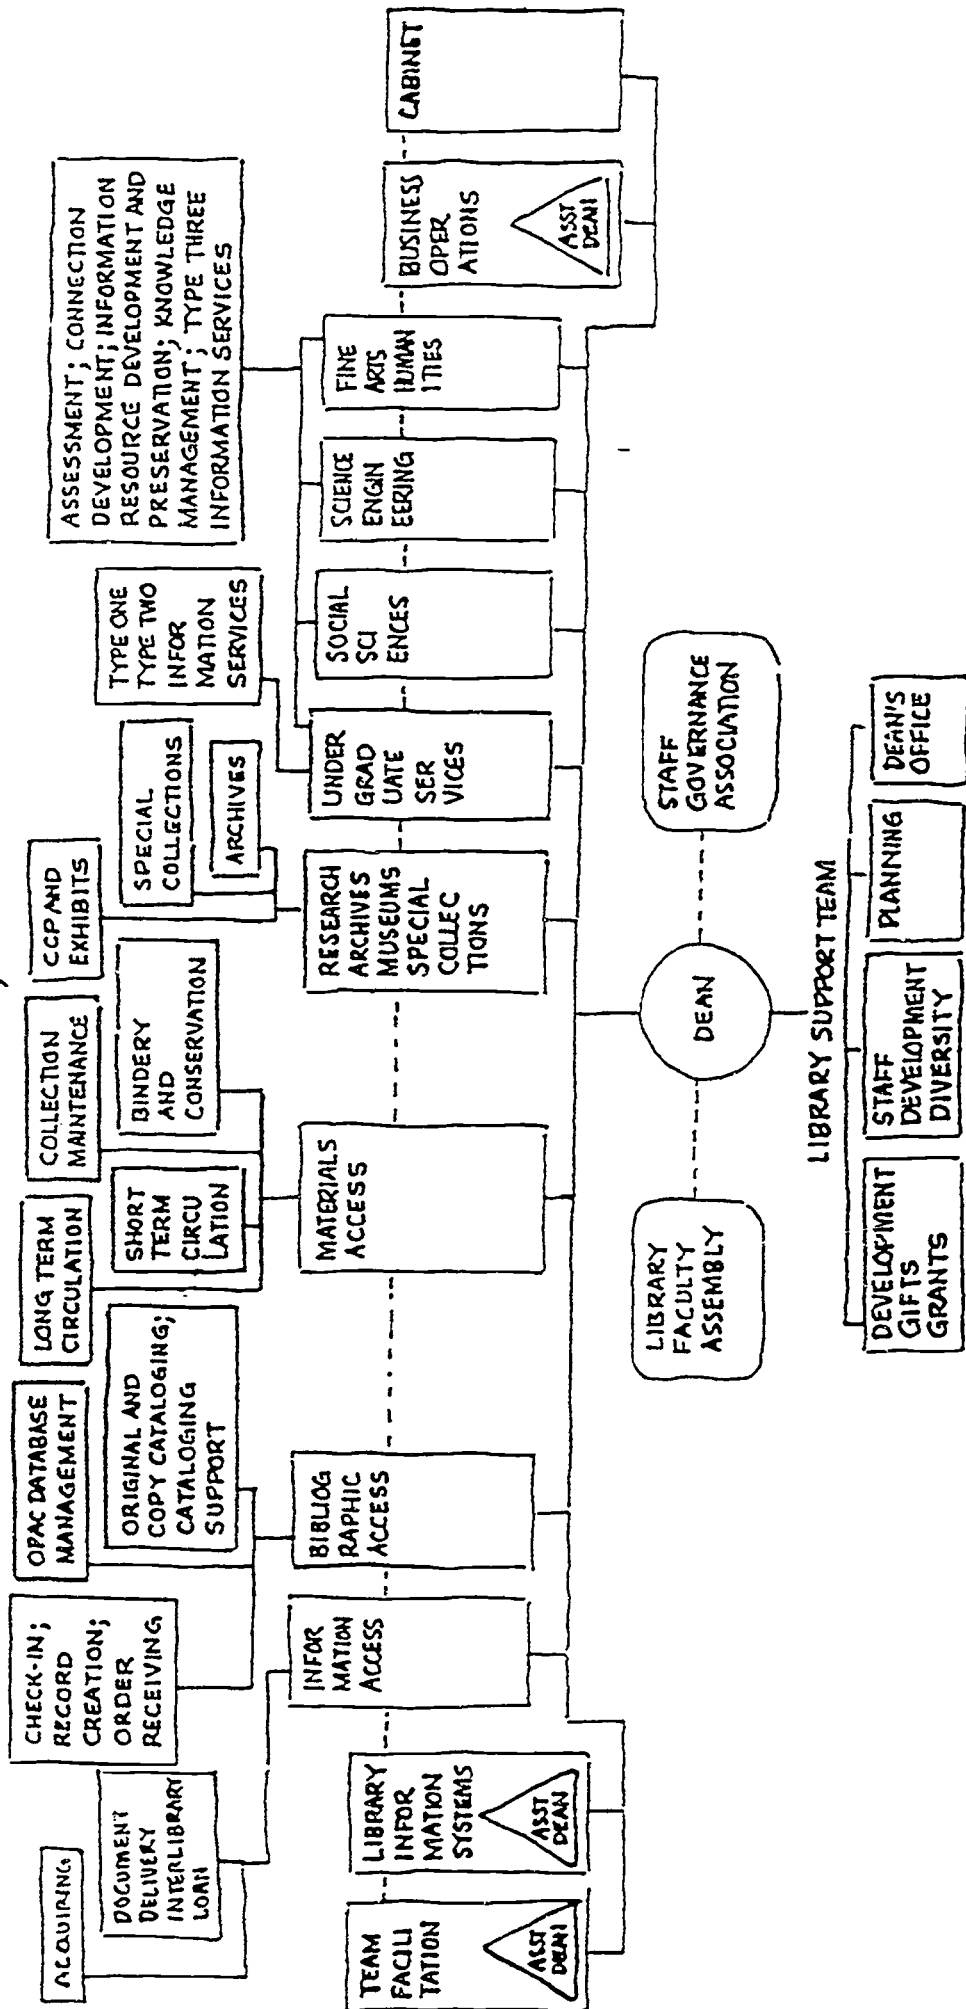 ACQUIRING
DOCUMENT
DELIVERY
INTERLIBRARY
LOAN
CHECK-IN;
RECORD
CREATION;
ORDER
RECEIVING
OPAC DATABASE
MANAGEMENT
ORIGINAL AND
COPY CATALOGING;
CATALOGING
SUPPORT
LONG TERM
CIRCULATION
SHORT
TERM
CIRCU
LATION
COLLECTION
MAINTENANCE
BINDERY
AND
CONSERVATION
CCP AND
EXHIBITS
SPECIAL
COLLECTIONS
ARCHIVES
TYPE ONE
TYPE TWO
INFOR
MATION
SERVICES
ASSESSMENT; CONNECTION
DEVELOPMENT; INFORMATION
RESOURCE DEVELOPMENT AND
PRESERVATION; KNOWLEDGE
MANAGEMENT; TYPE THREE
INFORMATION SERVICES
TEAM
FACILI
TATION
ASST
DEAN
LIBRARY
INFOR
MATION
SYSTEMS
ASST
DEAN
INFOR
MATION
ACCESS
BIBLIOG
RAPHIC
ACCESS
MATERIALS
ACCESS
RESEARCH
ARCHIVES
MUSEUMS
SPECIAL
COLLEC
TIONS
UNDER
GRAD
UATE
SER
VICES
SOCIAL
SCI
ENCES
SCIENCE
ENGIN
EERING
FINE
ARTS
HUMAN
ITIES
BUSINESS
OPER
ATIONS
ASST
DEAN
CABINET
LIBRARY
FACULTY
ASSEMBLY
DEAN
STAFF
GOVERNANCE
ASSOCIATION
LIBRARY SUPPORT TEAM
DEVELOPMENT
GIFTS
GRANTS
STAFF
DEVELOPMENT
DIVERSITY
PLANNING
DEAN'S
OFFICE